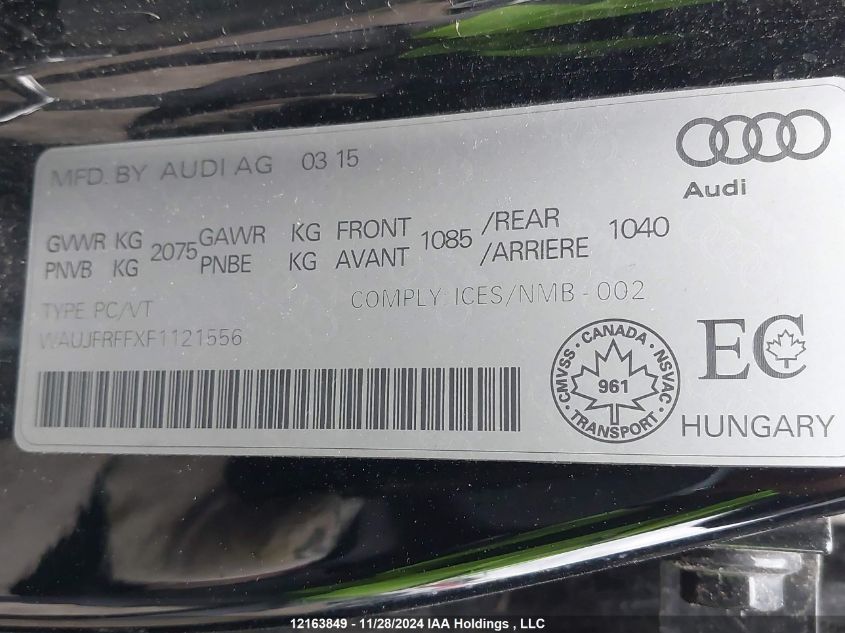 MFD. BY AUDI AG 03 15
Audi
GVWR KG 2075 GAWR KG FRONT 1085 /REAR 1040
PNVB KG PNBE KG AVANT /ARRIERE
TYPE PC/VT COMPLY ICES/NMB - 002
WAUJFRFFXF1121556
CMVSS · CANADA · NSVAC · TRANSPORT ·
961
EC
HUNGARY
12163849 - 11/28/2024 IAA Holdings , LLC